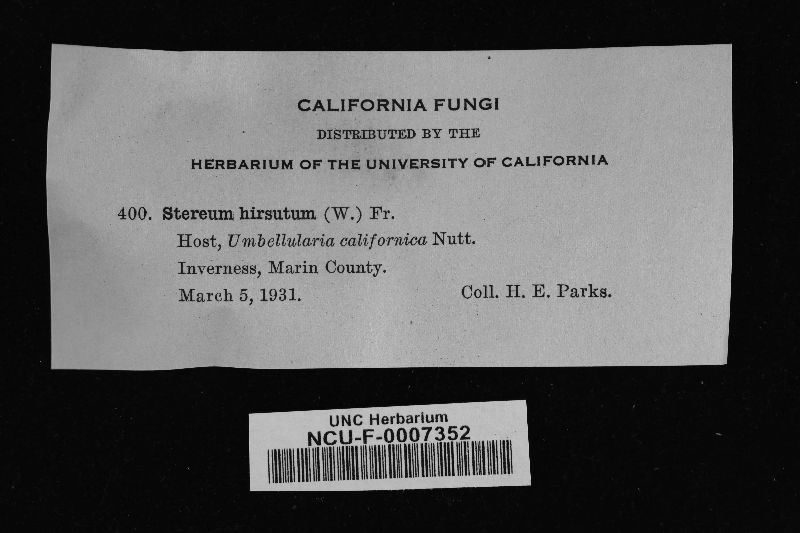 CALIFORNIA FUNGI
DISTRIBUTED BY THE
HERBARIUM OF THE UNIVERSITY OF CALIFORNIA
400. Stereum hirsutum (W.) Fr.
Host, Umbellularia californica Nutt.
Inverness, Marin County.
March 5, 1931. Coll. H. E. Parks.
UNC Herbarium
NCU-F-0007352